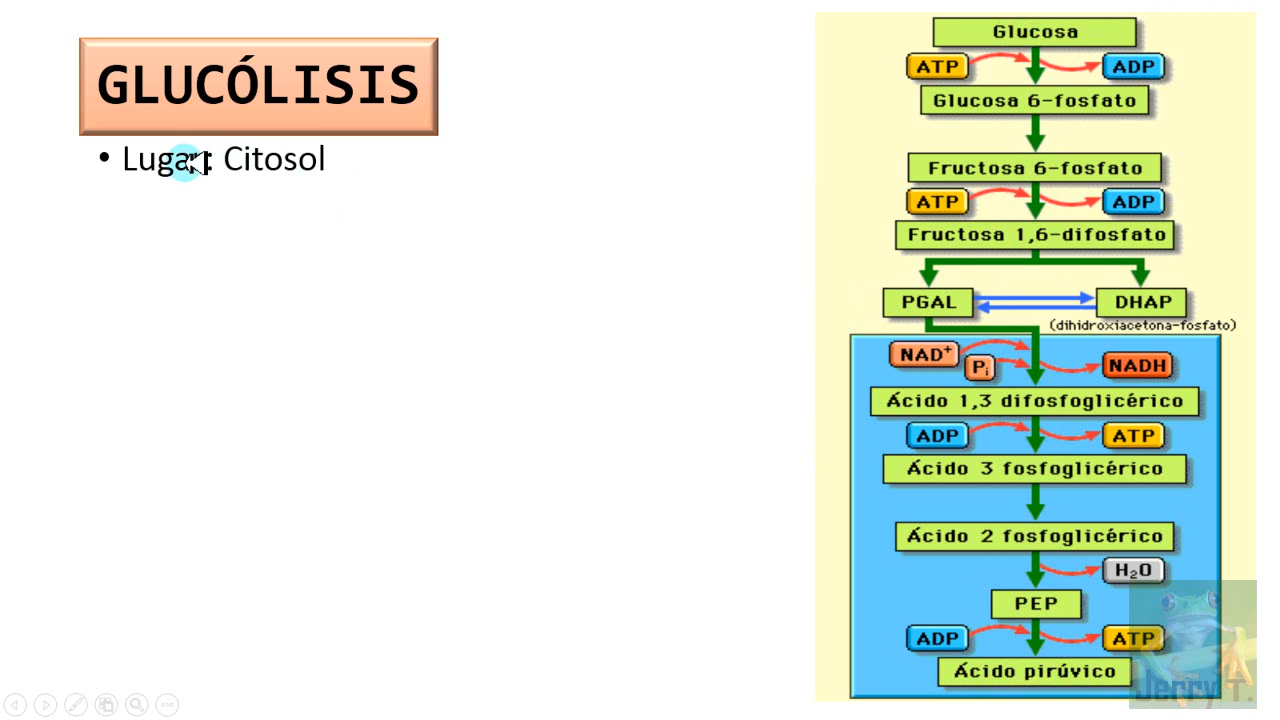 GLUCÓLISIS
• Lugar: Citosol
Glucosa
ATP ADP
Glucosa 6-fosfato
Fructosa 6-fosfato
ATP ADP
Fructosa 1,6-difosfato
PGAL DHAP
(dihidroxiacetona-fosfato)
NAD⁺ Pᵢ NADH
Ácido 1,3 difosfoglicérico
ADP ATP
Ácido 3 fosfoglicérico
Ácido 2 fosfoglicérico
H₂O
PEP
ADP ATP
Ácido pirúvico
Jerry T.